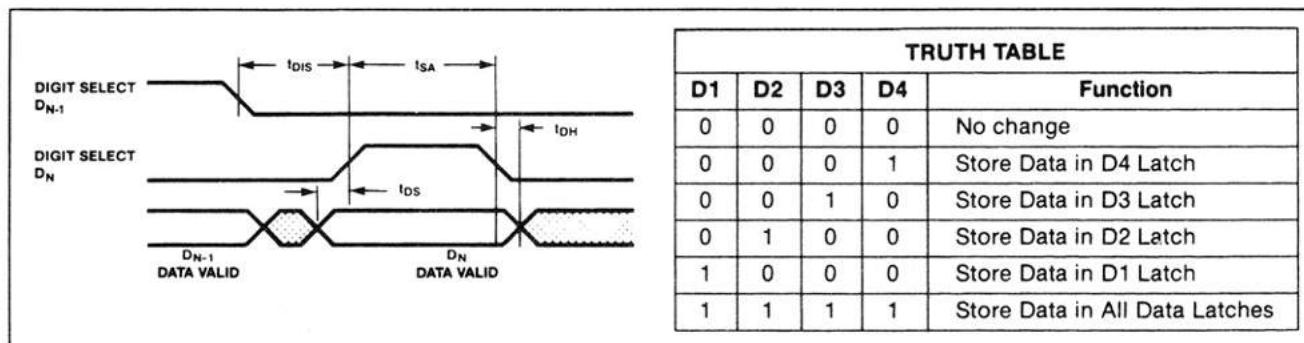 tDIS
tSA
DIGIT SELECT
DN-1
tDH
DIGIT SELECT
DN
tDS
DN-1
DATA VALID
DN
DATA VALID
TRUTH TABLE
D1 D2 D3 D4 Function
0 0 0 0 No change
0 0 0 1 Store Data in D4 Latch
0 0 1 0 Store Data in D3 Latch
0 1 0 0 Store Data in D2 Latch
1 0 0 0 Store Data in D1 Latch
1 1 1 1 Store Data in All Data Latches